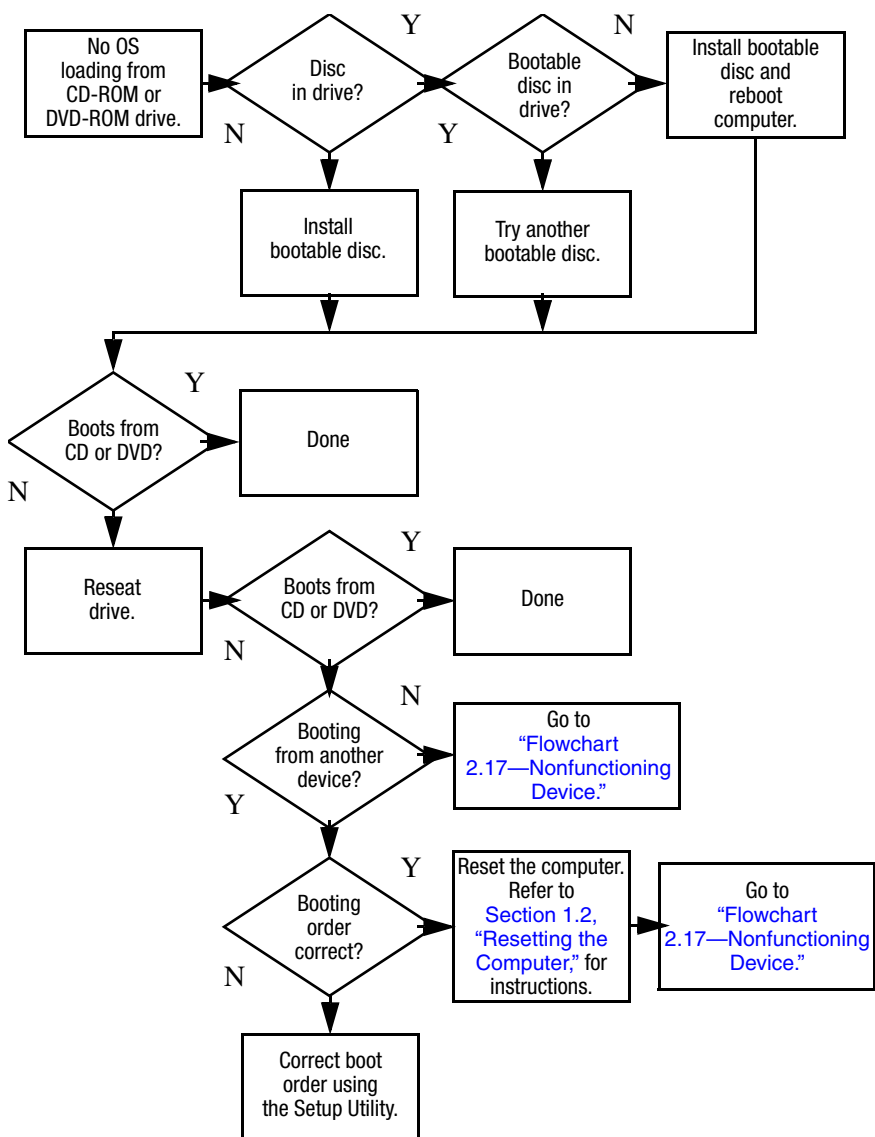 No OS
loading from
CD-ROM or
DVD-ROM drive.
Y
Disc
in drive?
N
N
Bootable
disc in
drive?
Y
Install bootable
disc and
reboot
computer.
Install
bootable disc.
Try another
bootable disc.
Y
Boots from
CD or DVD?
N
Done
Reseat
drive.
Y
Boots from
CD or DVD?
N
Done
N
Booting
from another
device?
Y
Go to
“Flowchart
2.17—Nonfunctioning
Device.”
Y
Booting
order
correct?
N
Reset the computer.
Refer to
Section 1.2,
“Resetting the
Computer,” for
instructions.
Go to
“Flowchart
2.17—Nonfunctioning
Device.”
Correct boot
order using
the Setup Utility.